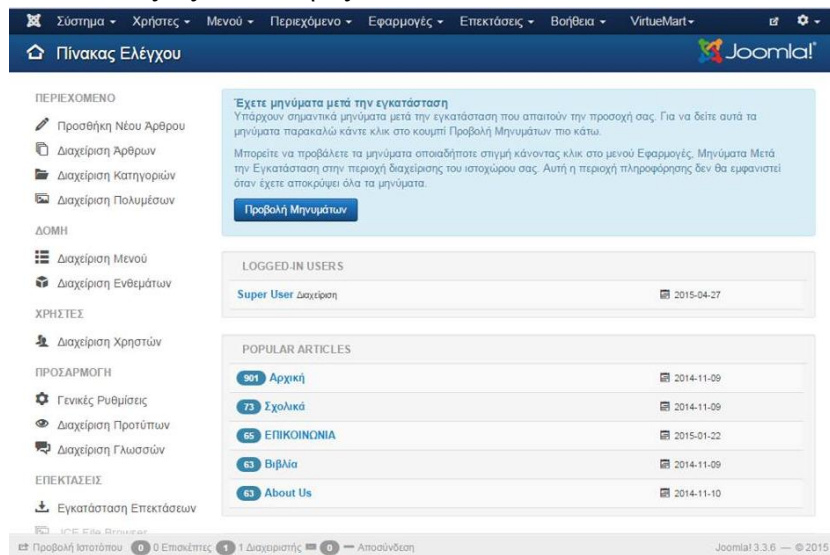 Σύστημα Χρήστες Μενού Περιεχόμενο Εφαρμογές Επεκτάσεις Βοήθεια VirtueMart
Πίνακας Ελέγχου
Joomla!
ΠΕΡΙΕΧΟΜΕΝΟ
Προσθήκη Νέου Άρθρου
Διαχείριση Άρθρων
Διαχείριση Κατηγοριών
Διαχείριση Πολυμέσων
ΔΟΜΗ
Διαχείριση Μενού
Διαχείριση Ενθεμάτων
ΧΡΗΣΤΕΣ
Διαχείριση Χρηστών
ΠΡΟΣΑΡΜΟΓΗ
Γενικές Ρυθμίσεις
Διαχείριση Προτύπων
Διαχείριση Γλωσσών
ΕΠΕΚΤΑΣΕΙΣ
Εγκατάσταση Επεκτάσεων
JCE File Browser
Έχετε μηνύματα μετά την εγκατάσταση
Υπάρχουν σημαντικά μηνύματα μετά την εγκατάσταση που απαιτούν την προσοχή σας. Για να δείτε αυτά τα
μηνύματα παρακαλώ κάντε κλικ στο κουμπί Προβολή Μηνυμάτων πιο κάτω.
Μπορείτε να προβάλετε τα μηνύματα οποιαδήποτε στιγμή κάνοντας κλικ στο μενού Εφαρμογές, Μηνύματα Μετά
την Εγκατάσταση στην περιοχή διαχείρισης του ιστοχώρου σας. Αυτή η περιοχή πληροφόρησης δεν θα εμφανιστεί
όταν έχετε αποκρύψει όλα τα μηνύματα.
Προβολή Μηνυμάτων
LOGGED-IN USERS
Super User Διαχείριση 2015-04-27
POPULAR ARTICLES
901 Αρχική 2014-11-09
73 Σχολικά 2014-11-09
65 ΕΠΙΚΟΙΝΩΝΙΑ 2015-01-22
63 Βιβλία 2014-11-09
63 About Us 2014-11-10
Προβολή Ιστοτόπου 0 0 Επισκέπτες 1 1 Διαχειριστής 0 Αποσύνδεση Joomla! 3.3.6 — © 2015